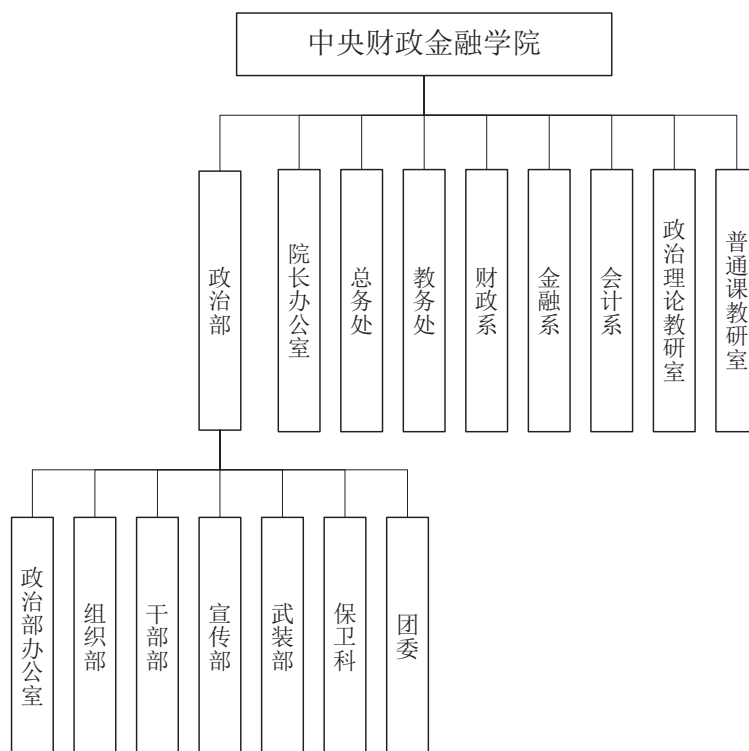 中央财政金融学院
政治部
院长办公室
总务处
教务处
财政系
金融系
会计系
政治理论教研室
普通课教研室
政治部办公室
组织部
干部部
宣传部
武装部
保卫科
团委